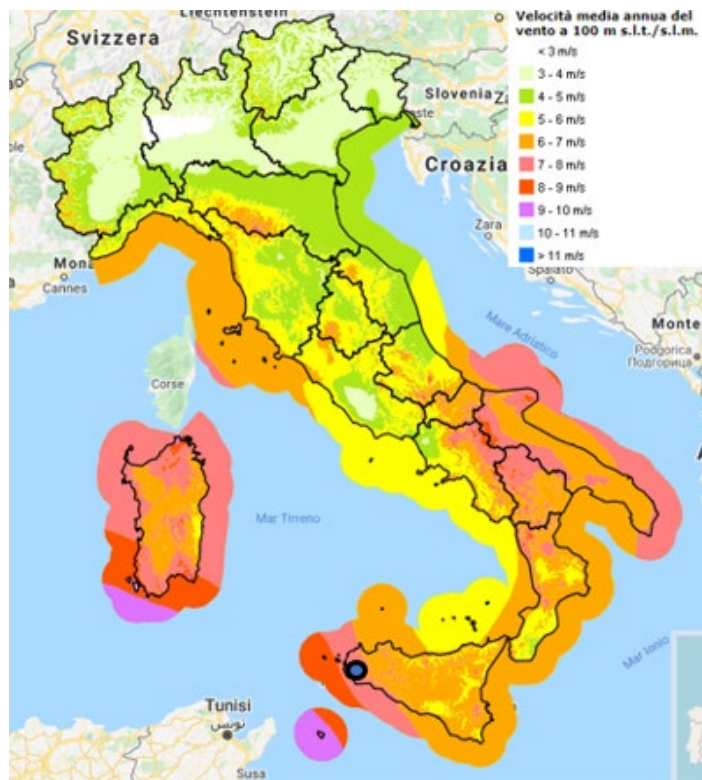 Liechtenstein
Svizzera
Velocità media annua del
vento a 100 m s.l.t./s.l.m.
< 3 m/s
3 - 4 m/s
4 - 5 m/s
5 - 6 m/s
6 - 7 m/s
7 - 8 m/s
8 - 9 m/s
9 - 10 m/s
10 - 11 m/s
> 11 m/s
Slovenia
Za
este
Croazia
Zara
Spalato
Mona
Cannes
Mare Adriatico
Monte
Podgorica
Подгорица
Corse
Mar Tirreno
Mar Ionio
Tunisi
تونس
Susa